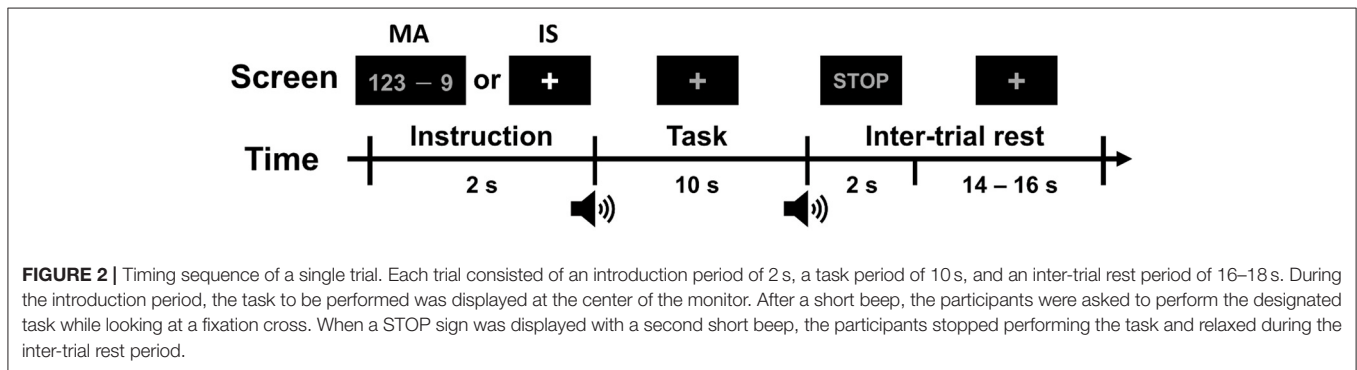 MA IS
Screen 123 – 9 or + + STOP +
Instruction Task Inter-trial rest
Time
2 s 10 s 2 s 14 – 16 s
FIGURE 2 | Timing sequence of a single trial. Each trial consisted of an introduction period of 2 s, a task period of 10 s, and an inter-trial rest period of 16–18 s. During
the introduction period, the task to be performed was displayed at the center of the monitor. After a short beep, the participants were asked to perform the designated
task while looking at a fixation cross. When a STOP sign was displayed with a second short beep, the participants stopped performing the task and relaxed during the
inter-trial rest period.